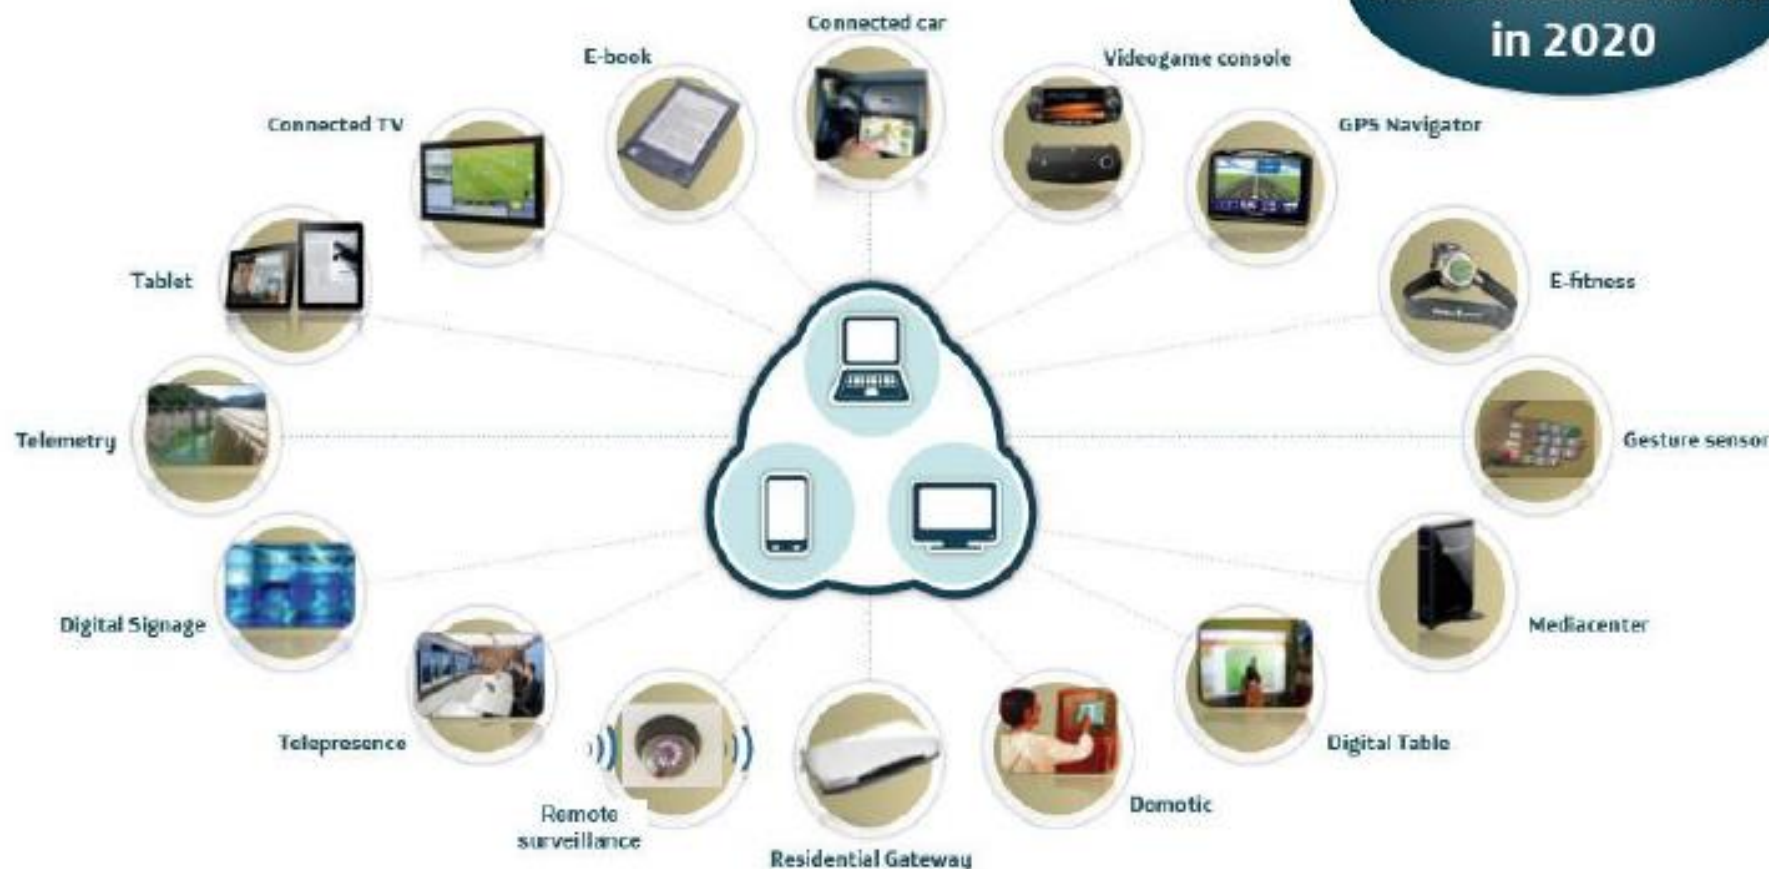 in 2020
Connected car
E-book
Videogame console
Connected TV
GPS Navigator
Tablet
E-fitness
Telemetry
Gesture sensor
Digital Signage
Mediacenter
Telepresence
Digital Table
Remote
surveillance
Domotic
Residential Gateway